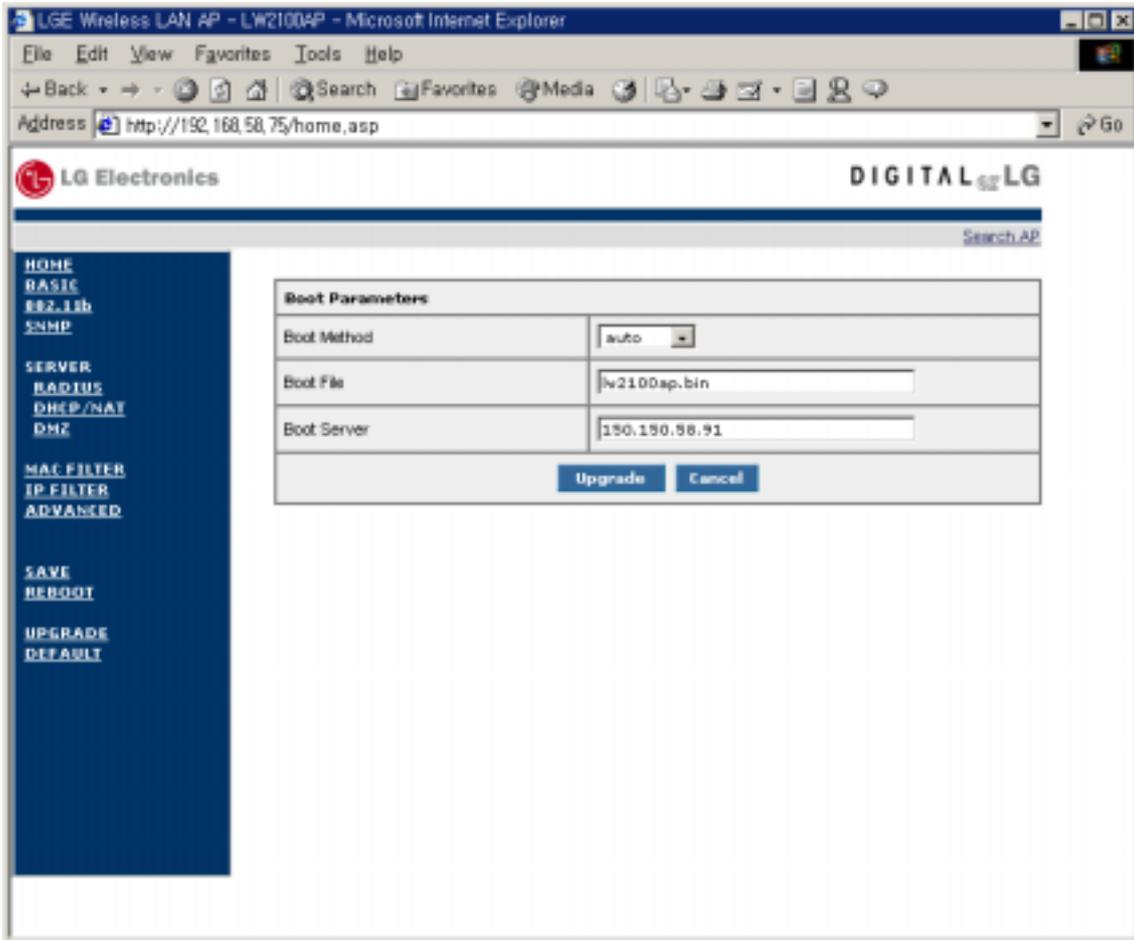 LGE Wireless LAN AP - LW2100AP - Microsoft Internet Explorer
File Edit View Favorites Tools Help
Back Search Favorites Media
Address http://192,168,58,75/home,asp Go
LG Electronics
DIGITAL LG
Search AP
HOME
BASIC
802.11b
SNMP
SERVER
RADIUS
DHCP/NAT
DMZ
MAC FILTER
IP FILTER
ADVANCED
SAVE
REBOOT
UPGRADE
DEFAULT
Boot Parameters
Boot Method auto
Boot File lw2100ap.bin
Boot Server 150.150.58.91
Upgrade Cancel